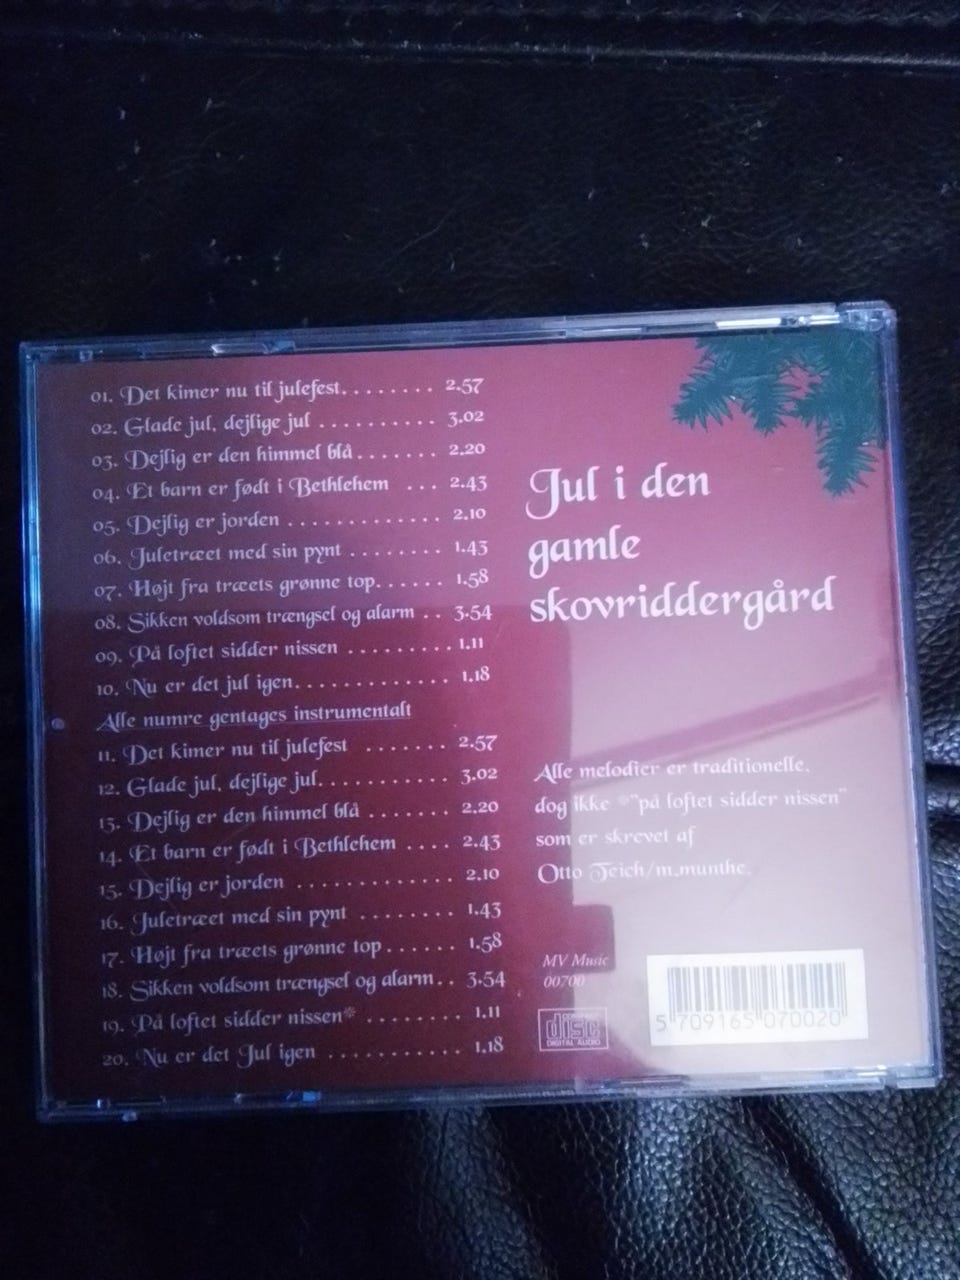 01. Det kimer nu til julefest........ 2.57
02. Glade jul, dejlige jul .......... 3.02
03. Dejlig er den himmel blå....... 2.20
04. Et barn er født i Bethlehem ... 2.43
05. Dejlig er jorden ............. 2.10
06. Juletræet med sin pynt ........ 1.43
07. Højt fra træets grønne top...... 1.58
08. Sikken voldsom trængsel og alarm .. 3.54
09. På loftet sidder nissen ......... 1.11
10. Nu er det jul igen............. 1.18
Alle numre gentages instrumentalt
11. Det kimer nu til julefest ....... 2.57
12. Glade jul, dejlige jul.......... 3.02
13. Dejlig er den himmel blå ....... 2.20
14. Et barn er født i Bethlehem .... 2.43
15. Dejlig er jorden ............ 2.10
16. Juletræet med sin pynt ........ 1.43
17. Højt fra træets grønne top ...... 1.58
18. Sikken voldsom trængsel og alarm.. 3.54
19. På loftet sidder nissen* ........ 1.11
20. Nu er det Jul igen ........... 1.18
Jul i den
gamle
skovriddergård
Alle melodier er traditionelle,
dog ikke *"på loftet sidder nissen"
som er skrevet af
Otto Teich/m.munthe.
MV Music
00700
COMPACT
disc
DIGITAL AUDIO
5 709165 070020